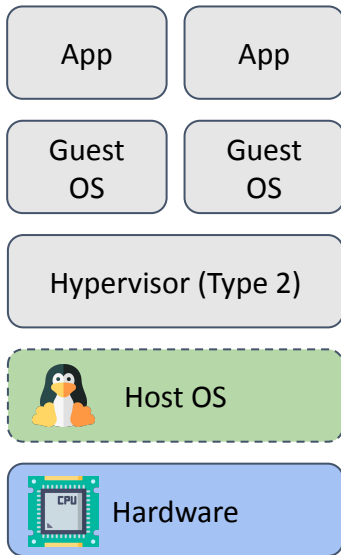 App App
Guest OS Guest OS
Hypervisor (Type 2)
Host OS
CPU
Hardware